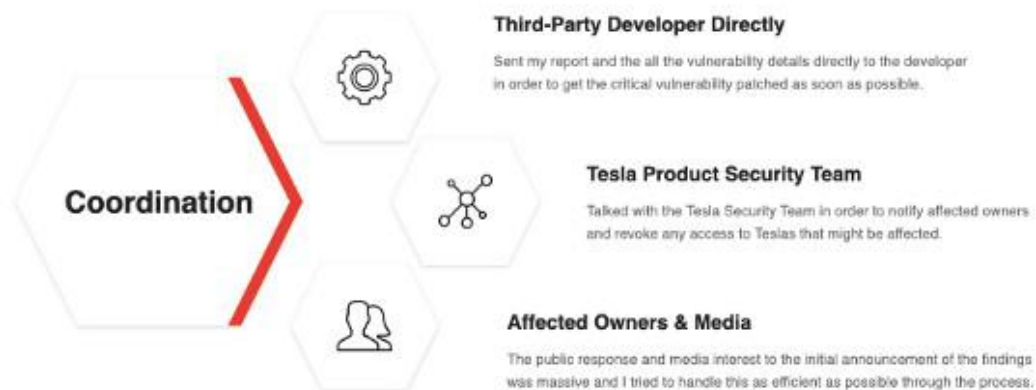 Coordination
Third-Party Developer Directly
Sent my report and the all the vulnerability details directly to the developer
in order to get the critical vulnerability patched as soon as possible.
Tesla Product Security Team
Talked with the Tesla Security Team in order to notify affected owners
and revoke any access to Teslas that might be affected.
Affected Owners & Media
The public response and media interest to the initial announcement of the findings
was massive and I tried to handle this as efficient as possible through the process.